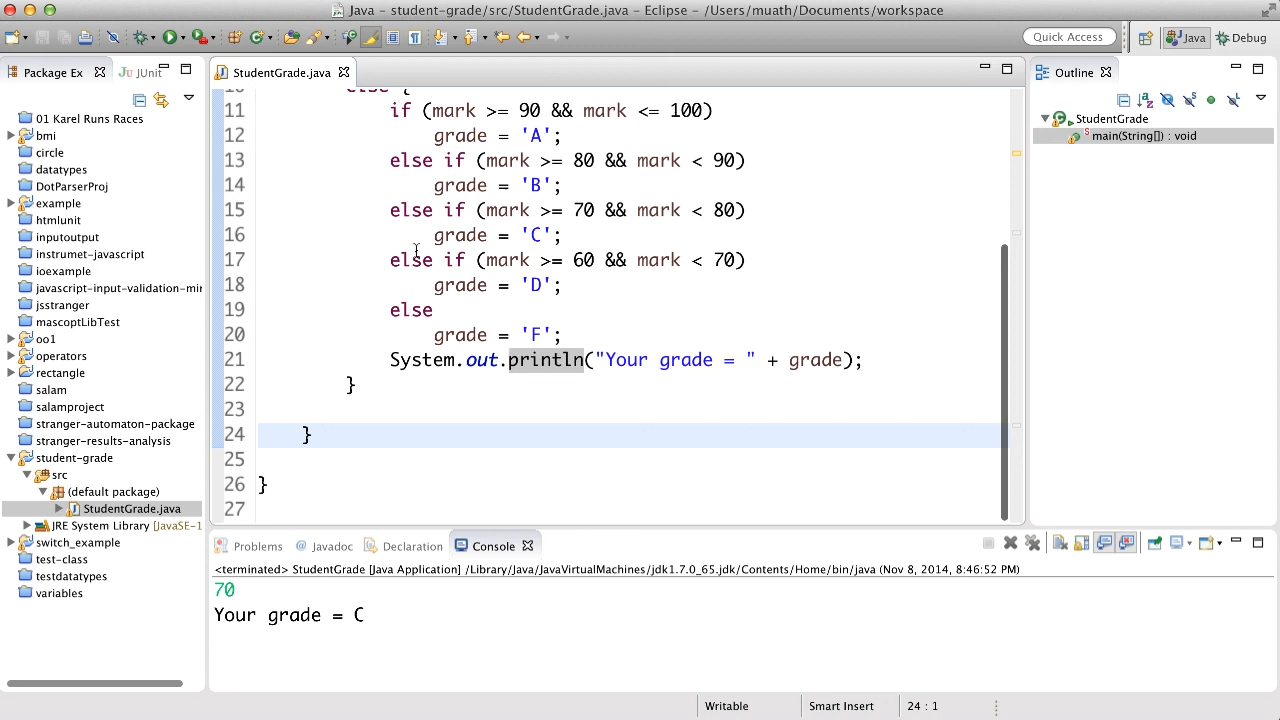 Java - student-grade/src/StudentGrade.java - Eclipse - /Users/muath/Documents/workspace
Quick Access
Java
Debug
Package Ex
JUnit
01 Karel Runs Races
bmi
circle
datatypes
DotParserProj
example
htmlunit
inputoutput
instrumet-javascript
ioexample
javascript-input-validation-mi
jsstranger
mascoptLibTest
oo1
operators
rectangle
salam
salamproject
stranger-automaton-package
stranger-results-analysis
student-grade
src
(default package)
StudentGrade.java
JRE System Library [JavaSE-1
switch_example
test-class
testdatatypes
variables
StudentGrade.java
10 else {
11 if (mark >= 90 && mark <= 100)
12 grade = 'A';
13 else if (mark >= 80 && mark < 90)
14 grade = 'B';
15 else if (mark >= 70 && mark < 80)
16 grade = 'C';
17 else if (mark >= 60 && mark < 70)
18 grade = 'D';
19 else
20 grade = 'F';
21 System.out.println("Your grade = " + grade);
22 }
23
24 }
25
26 }
27
Outline
StudentGrade
main(String[]) : void
Problems
Javadoc
Declaration
Console
<terminated> StudentGrade [Java Application] /Library/Java/JavaVirtualMachines/jdk1.7.0_65.jdk/Contents/Home/bin/java (Nov 8, 2014, 8:46:52 PM)
70
Your grade = C
Writable
Smart Insert
24 : 1